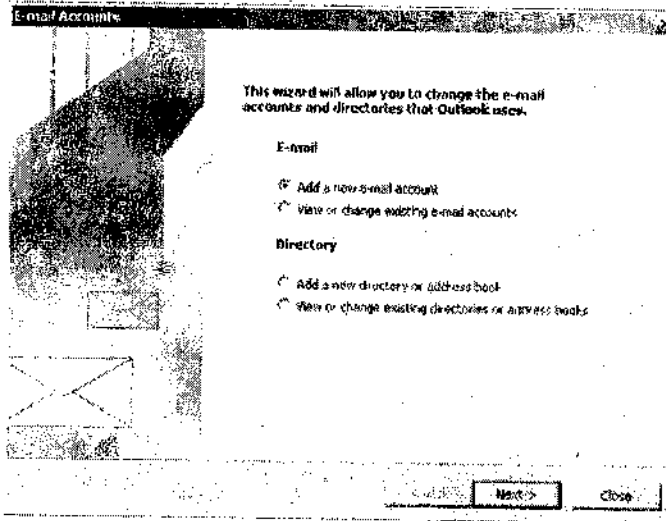 E-mail Accounts
This wizard will allow you to change the e-mail
accounts and directories that Outlook uses.
E-mail
Add a new e-mail account
View or change existing e-mail accounts
Directory
Add a new directory or address book
View or change existing directories or address books
Next >
Close